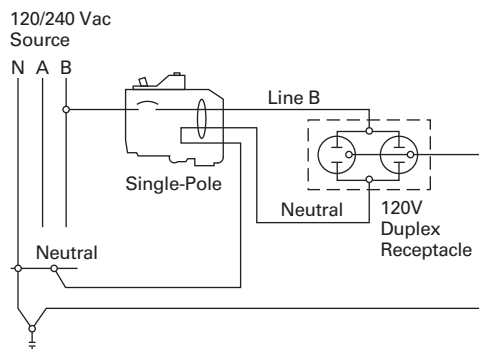 120/240 Vac
Source
N A B
Line B
Single-Pole
Neutral
120V
Duplex
Receptacle
Neutral